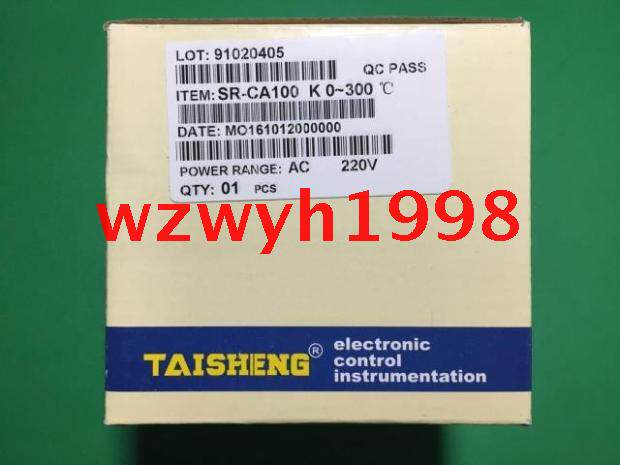 LOT: 91020405
QC PASS
ITEM: SR-CA100 K 0~300 ℃
DATE: MO161012000000
POWER RANGE: AC 220V
QTY: 01 PCS
wzwyh1998
TAISHENG®
electronic
control
instrumentation